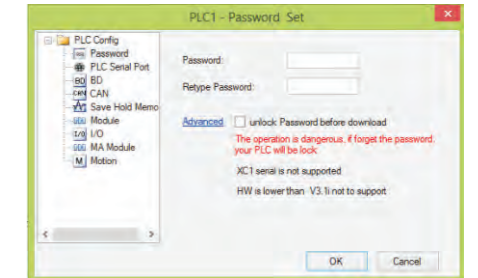 PLC1 - Password Set
PLC Config
Password
PLC Serial Port
BD
CAN
Save Hold Memo
Module
I/O
MA Module
Motion
Password:
Retype Password:
Advanced unlock Password before download
The operation is dangerous, if forget the password,
your PLC will be lock
XC1 serial is not supported
HW is lower than V3.1i not to support
OK Cancel